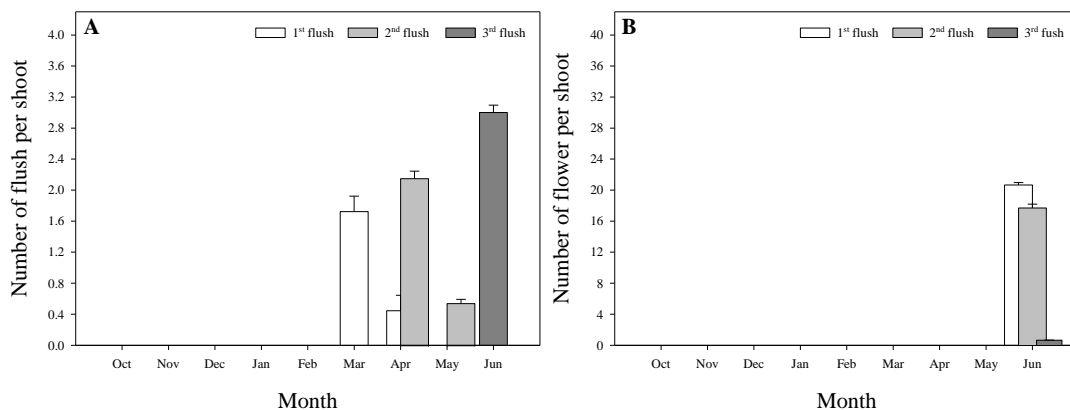 A
1st flush 2nd flush 3rd flush
Number of flush per shoot
4.0
3.6
3.2
2.8
2.4
2.0
1.6
1.2
0.8
0.4
0.0
Oct Nov Dec Jan Feb Mar Apr May Jun
Month
B
1st flush 2nd flush 3rd fush
Number of flower per shoot
40
36
32
28
24
20
16
12
8
4
0
Oct Nov Dec Jan Feb Mar Apr May Jun
Month